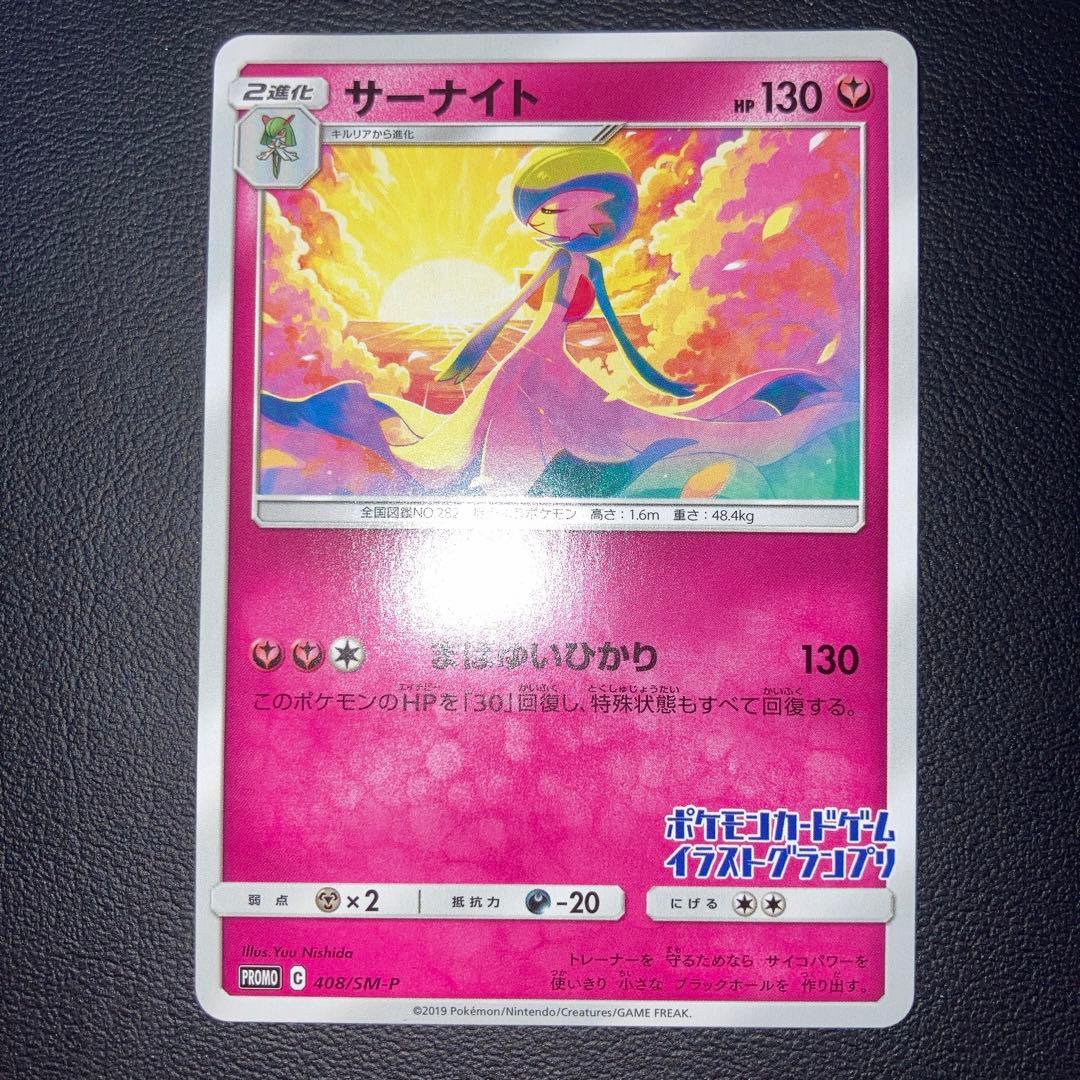 2進化 サーナイト HP 130
キルリアから進化
全国図鑑NO.282 ポケモン 高さ：1.6m 重さ：48.4kg
まばゆいひかり 130
このポケモンのHPを「30」回復し、特殊状態もすべて回復する。
ポケモンカードゲーム
イラストグランプリ
弱点 ×2 抵抗力 -20 にげる
Illus. Yuu Nishida
PROMO C 408/SM-P
トレーナーを 守るためなら サイコパワーを
使いきり 小さな ブラックホールを 作り出す。
©2019 Pokémon/Nintendo/Creatures/GAME FREAK.